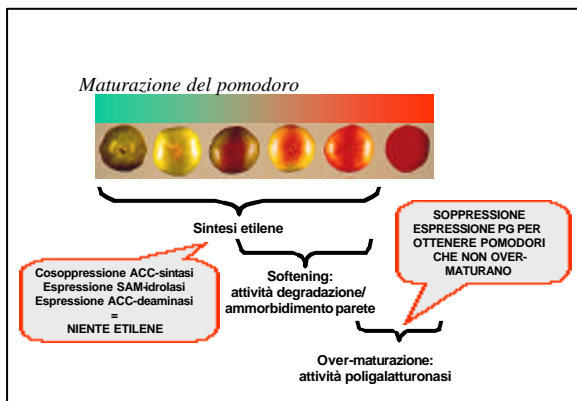 Maturazione del pomodoro
Sintesi etilene
Cosoppressione ACC-sintasi
Espressione SAM-idrolasi
Espressione ACC-deaminasi
=
NIENTE ETILENE
Softening:
attività degradazione/
ammorbidimento parete
SOPPRESSIONE
ESPRESSIONE PG PER
OTTENERE POMODORI
CHE NON OVER-
MATURANO
Over-maturazione:
attività poligalatturonasi